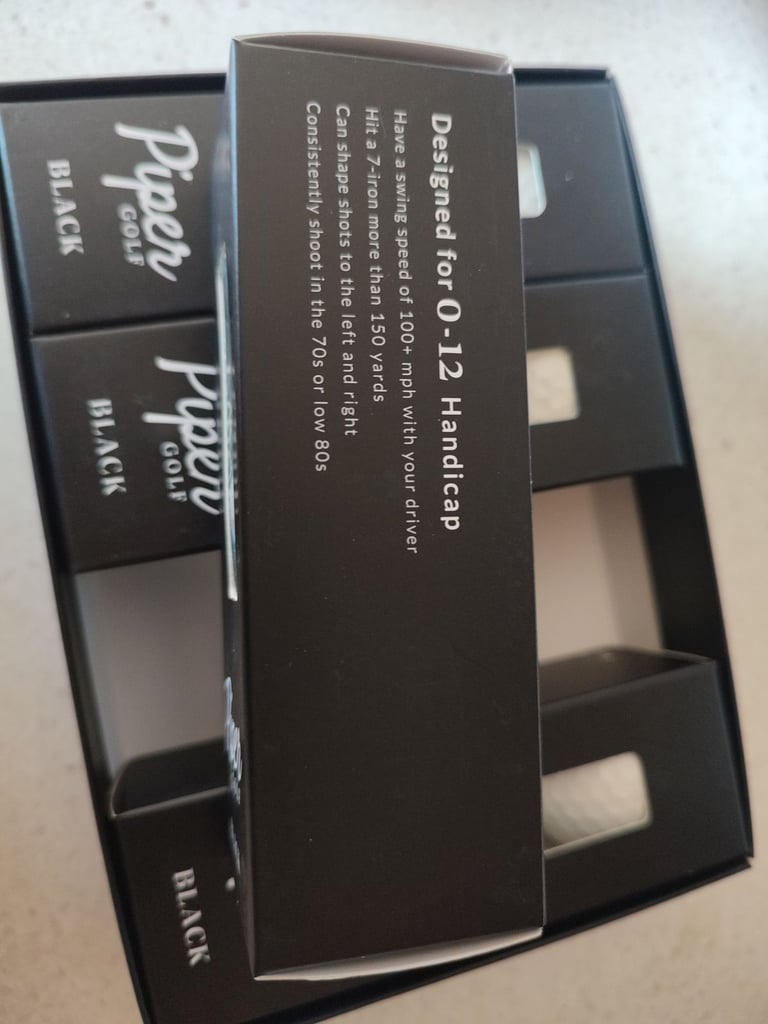 Designed for 0-12 Handicap
Have a swing speed of 100+ mph with your driver
Hit a 7-iron more than 150 yards
Can shape shots to the left and right
Consistently shoot in the 70s or low 80s
Piper
GOLF
BLACK
Piper
GOLF
BLACK
BLACK